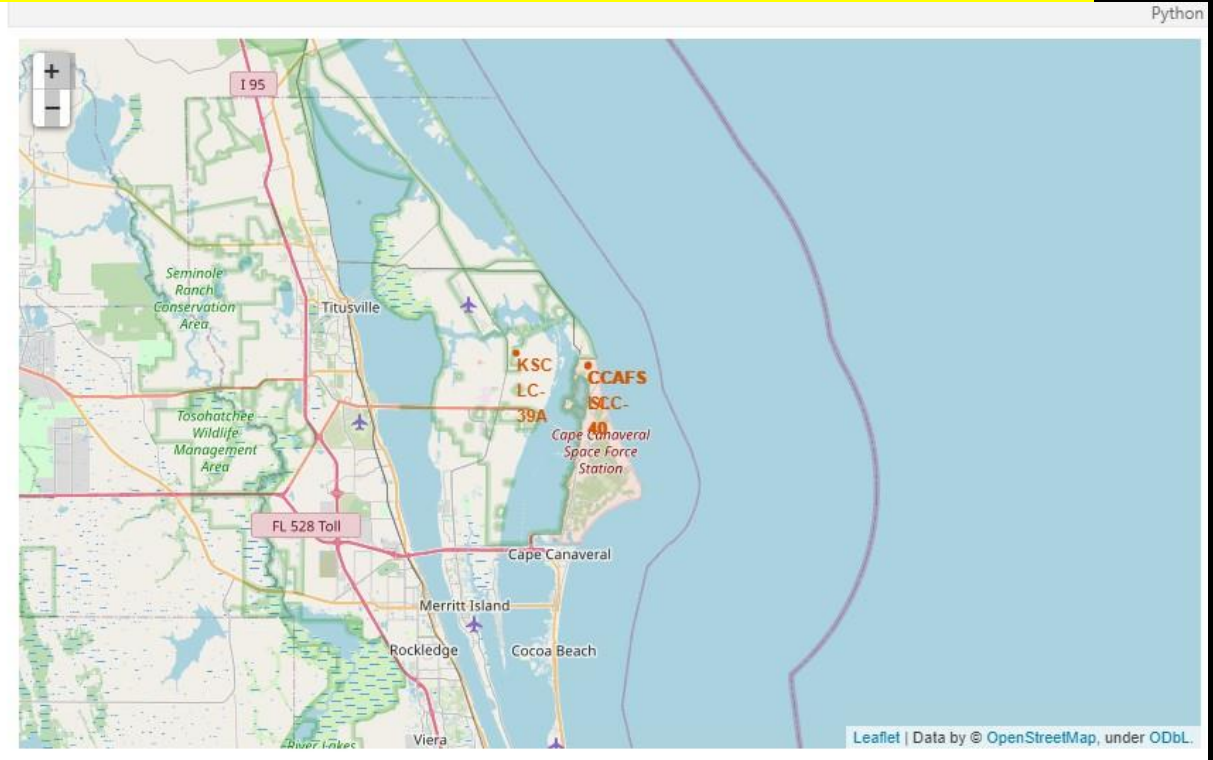 Python
+
−
I 95
Seminole
Ranch
Conservation
Area
Titusville
KSC
LC-
39A
CCAFS
40
Tosohatchee
Wildlife
Management
Area
Cape Canaveral
Space Force
Station
FL 528 Toll
Cape Canaveral
Merritt Island
Rockledge
Cocoa Beach
Viera
River Lakes
Leaflet | Data by © OpenStreetMap, under ODbL.